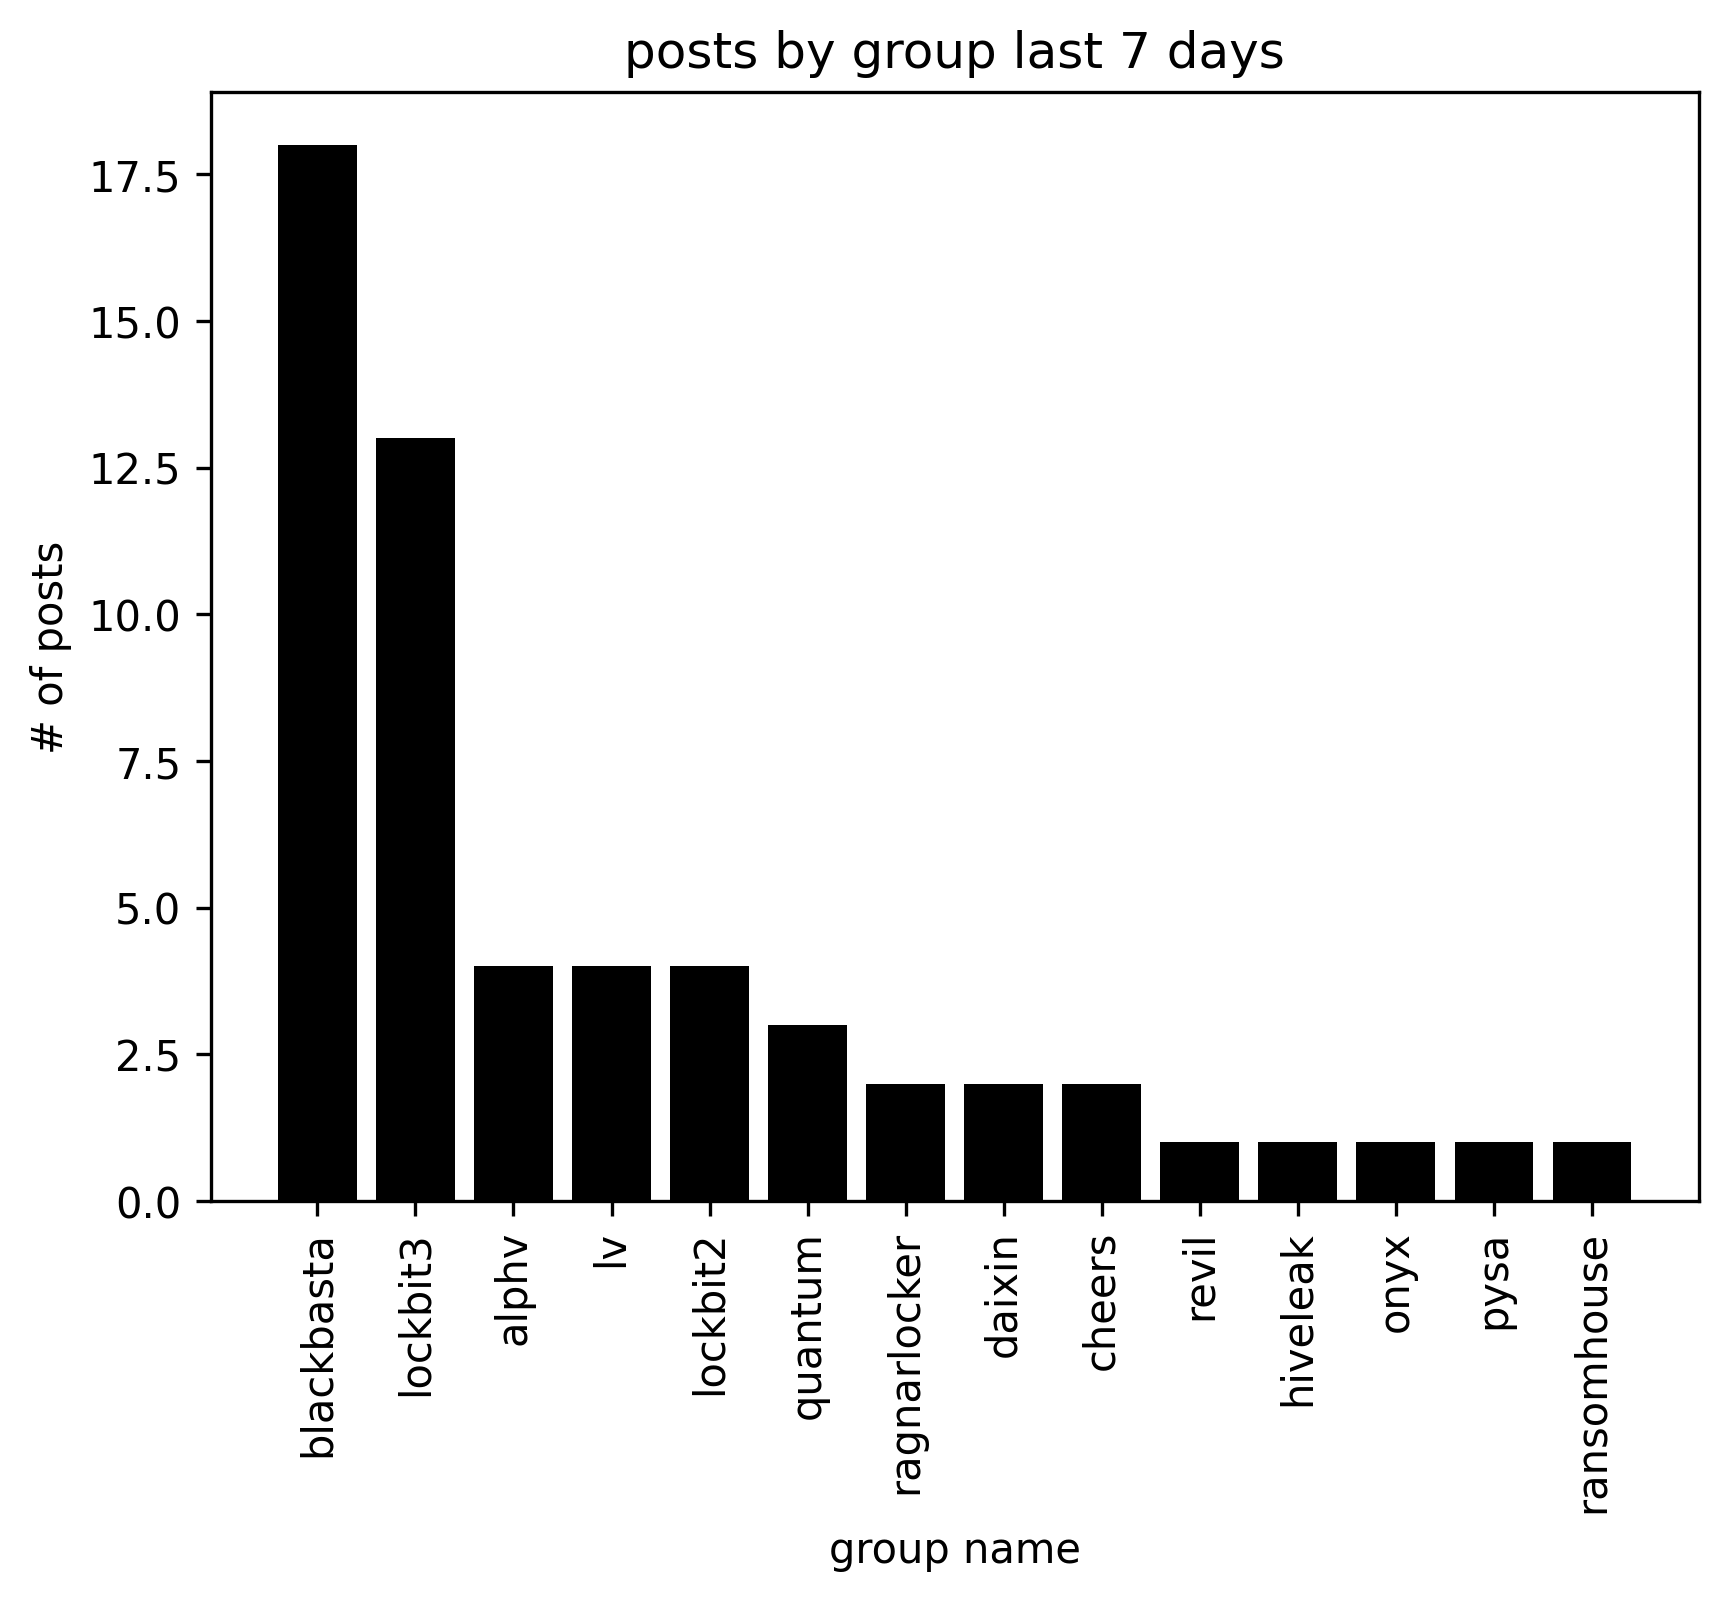 posts by group last 7 days
17.5
15.0
12.5
10.0
7.5
5.0
2.5
0.0
# of posts
blackbasta
lockbit3
alphv
lv
lockbit2
quantum
ragnarlocker
daixin
cheers
revil
hiveleak
onyx
pysa
ransomhouse
group name